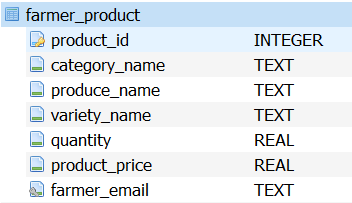 farmer_product
product_id INTEGER
category_name TEXT
produce_name TEXT
variety_name TEXT
quantity REAL
product_price REAL
farmer_email TEXT